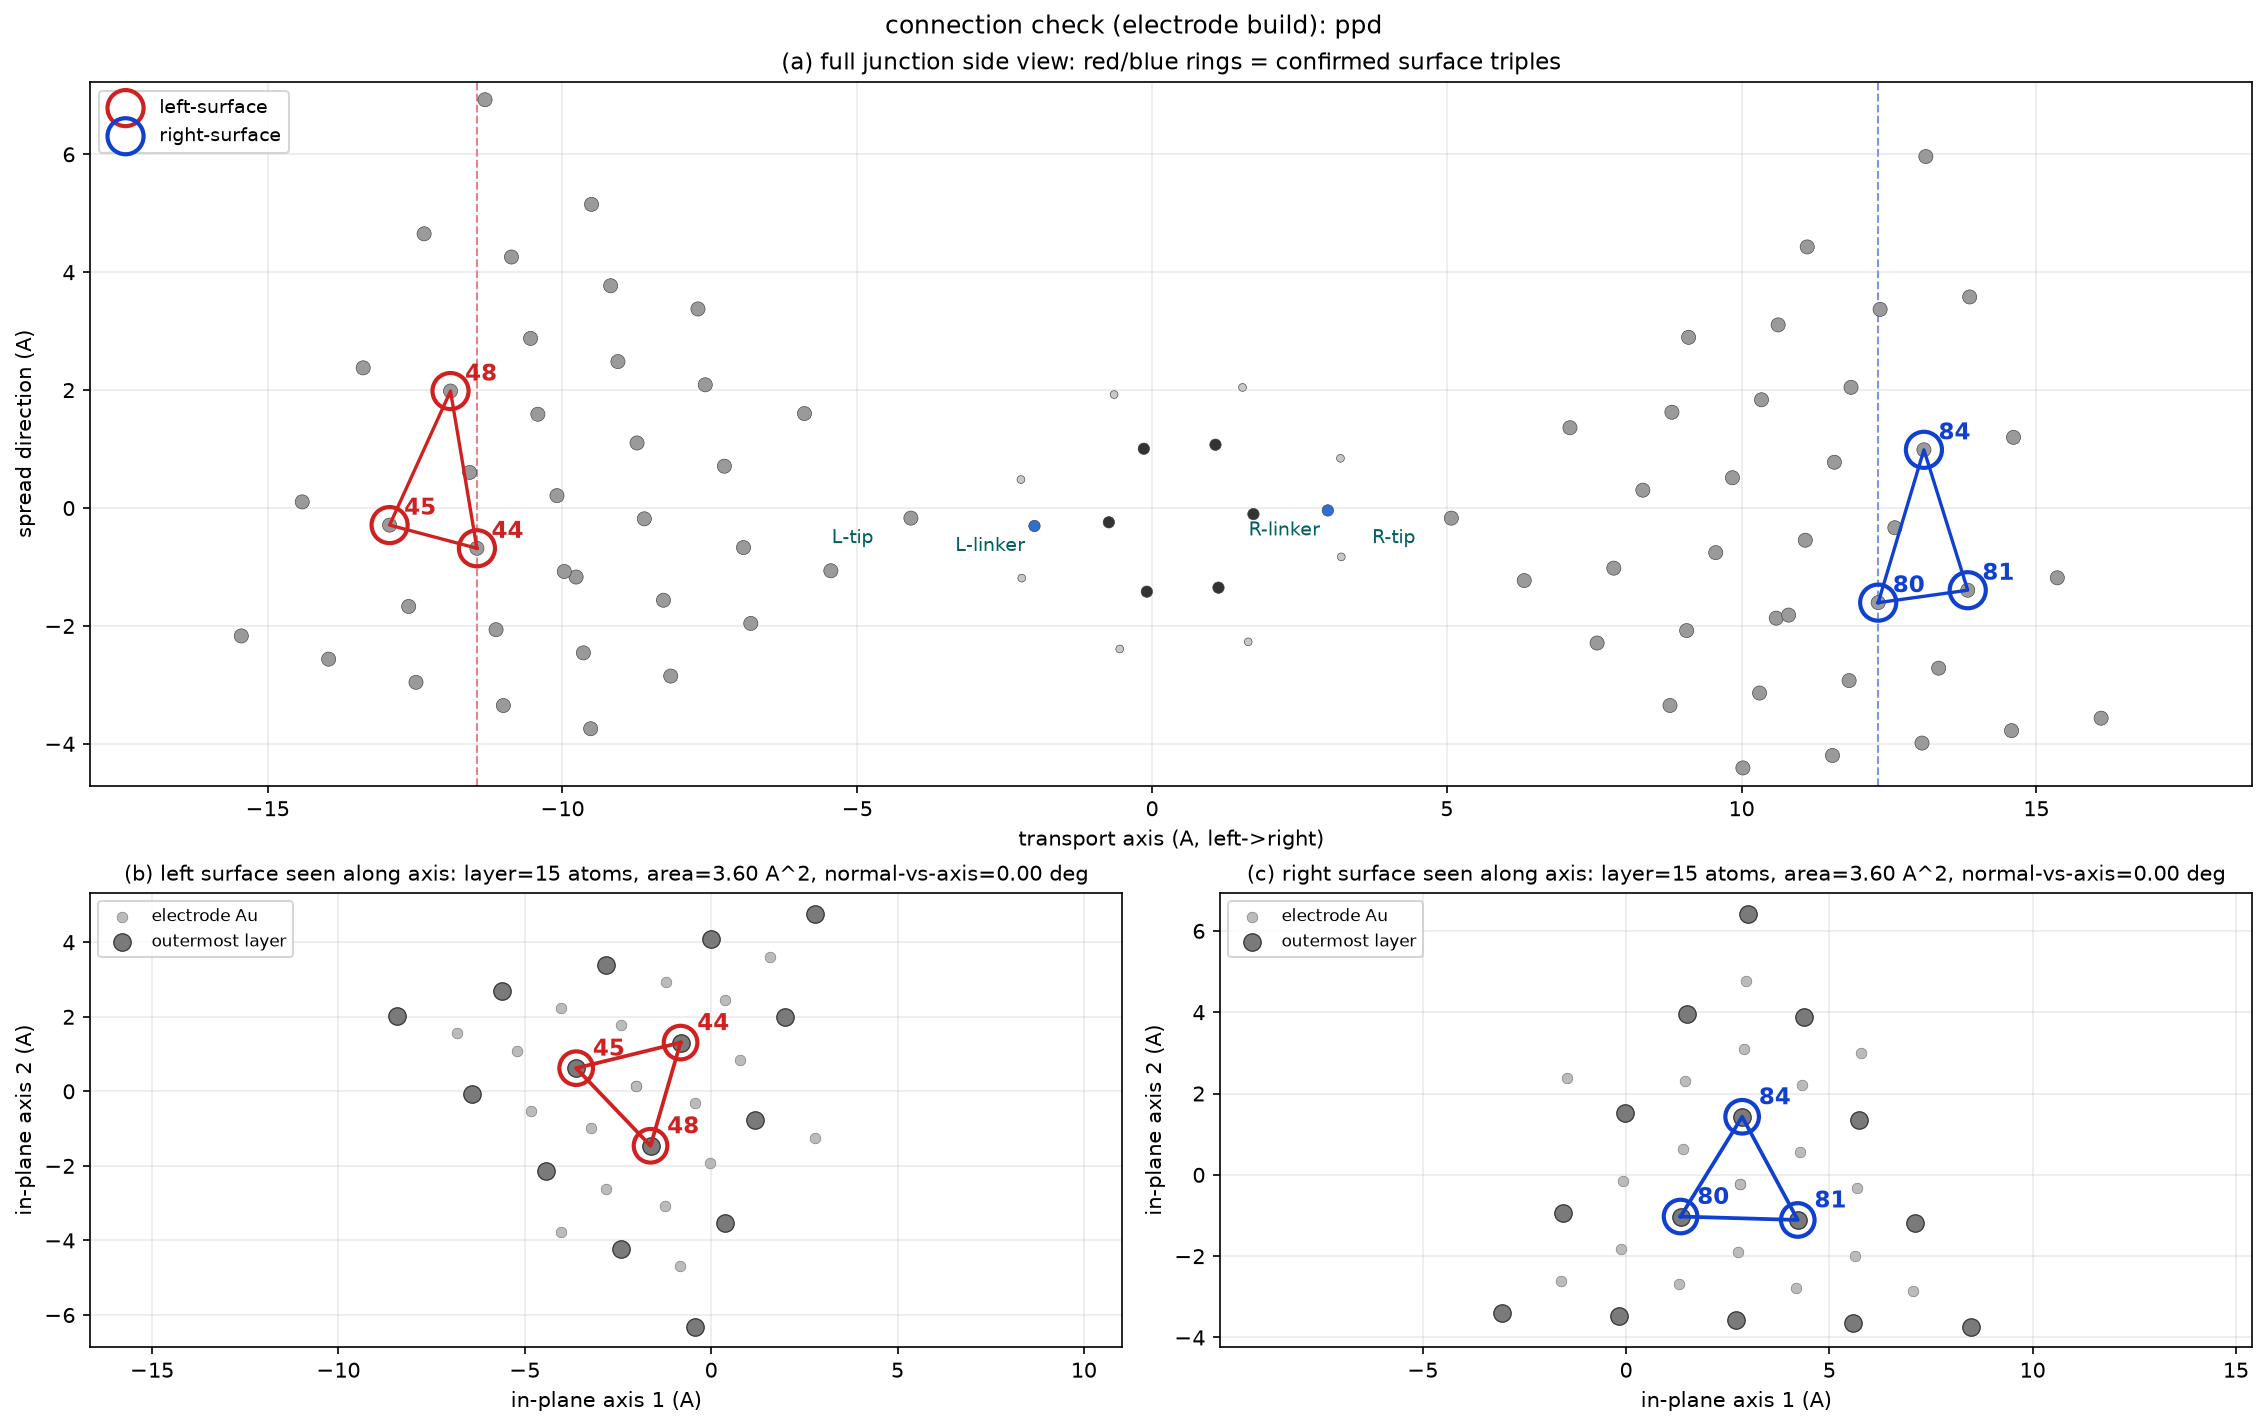 connection check (electrode build): ppd
(a) full junction side view: red/blue rings = confirmed surface triples
left-surface
right-surface
6
4
2
0
−2
−4
spread direction (A)
48
45
44
L-tip
L-linker
R-linker
R-tip
84
80
81
−15
−10
−5
0
5
10
15
transport axis (A, left->right)
(b) left surface seen along axis: layer=15 atoms, area=3.60 A^2, normal-vs-axis=0.00 deg
electrode Au
outermost layer
4
2
0
−2
−4
−6
in-plane axis 2 (A)
44
45
48
−15
−10
−5
0
5
10
in-plane axis 1 (A)
(c) right surface seen along axis: layer=15 atoms, area=3.60 A^2, normal-vs-axis=0.00 deg
electrode Au
outermost layer
6
4
2
0
−2
−4
in-plane axis 2 (A)
84
80
81
−5
0
5
10
15
in-plane axis 1 (A)